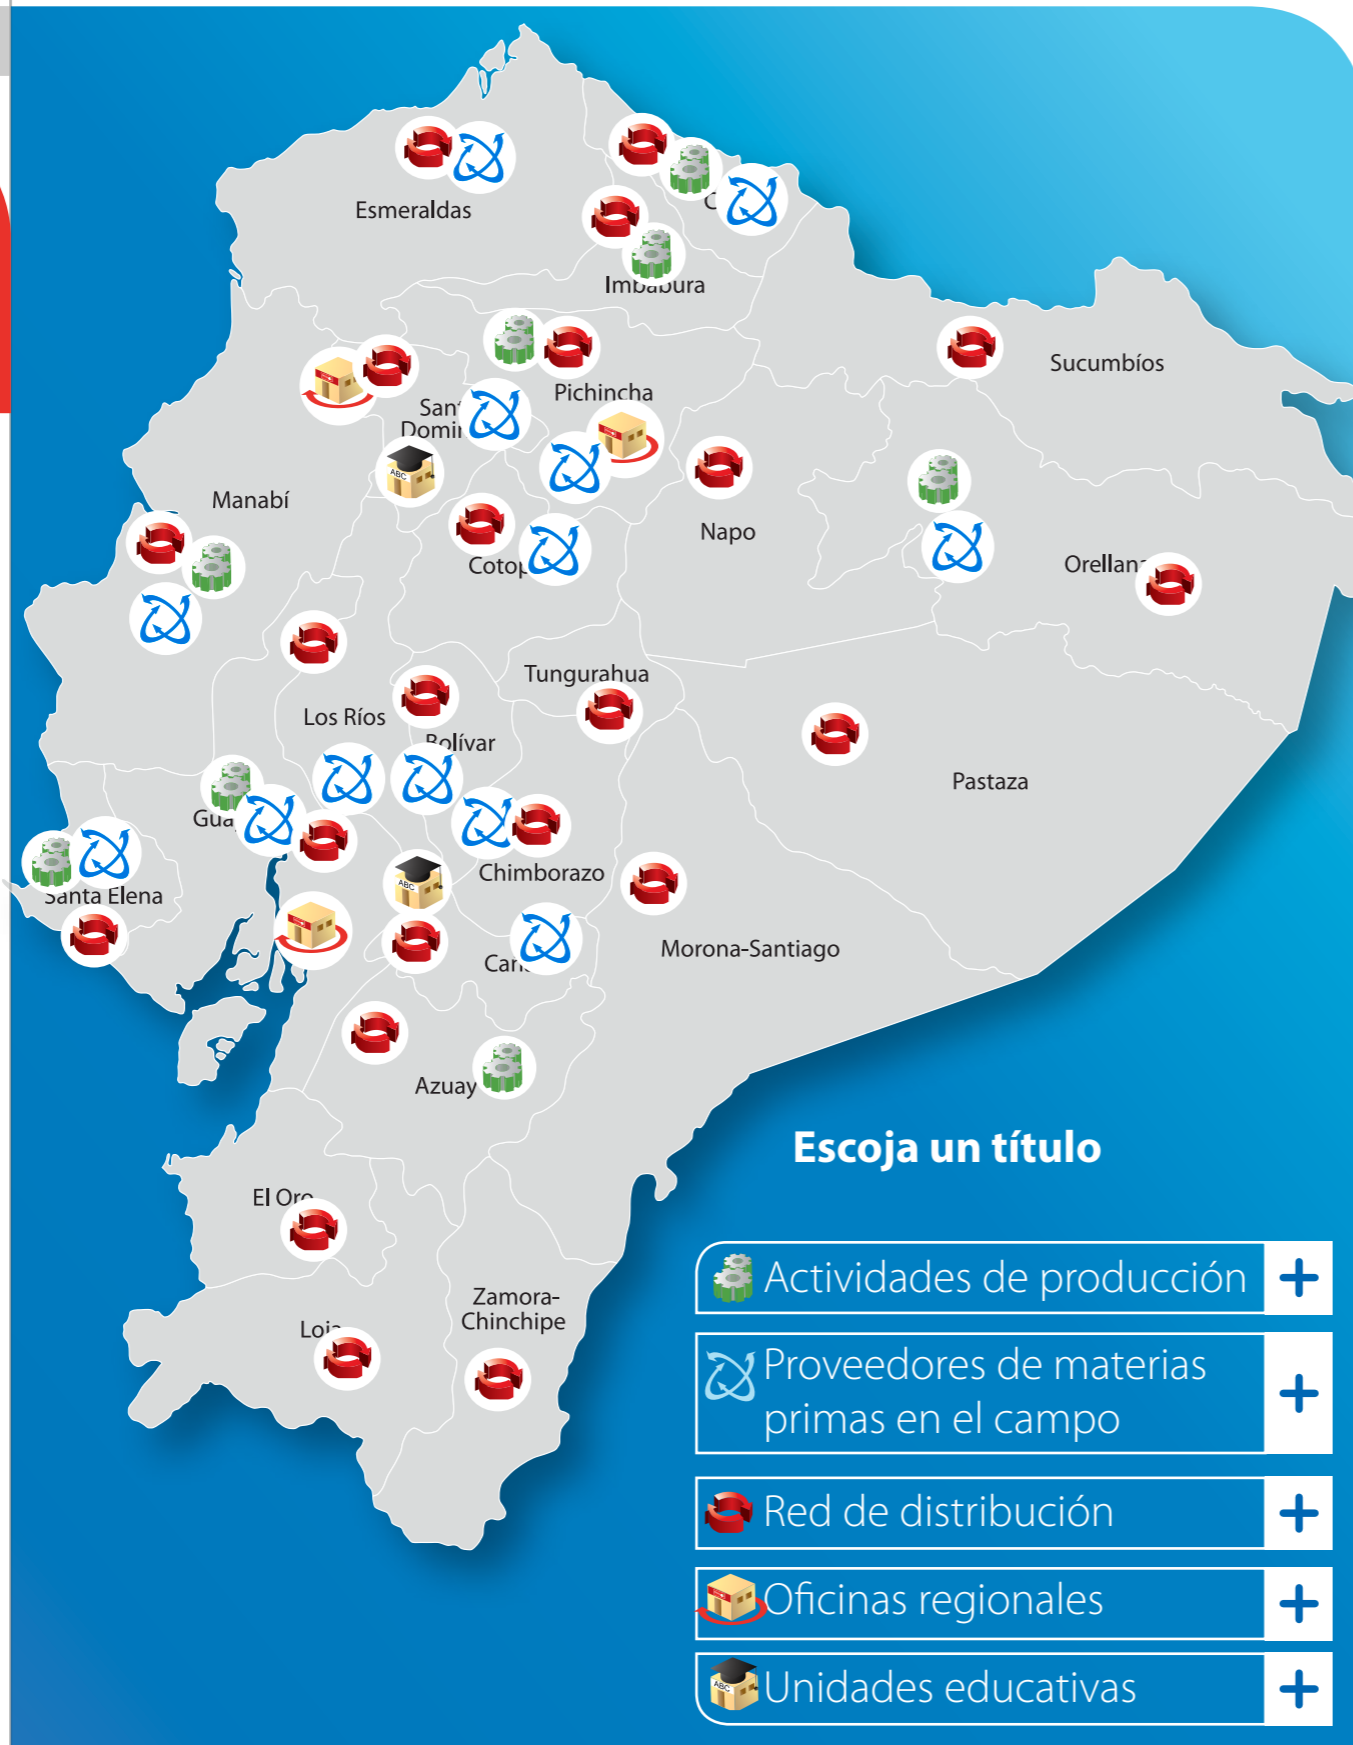 Esmeraldas
Imbabura
Sucumbíos
Pichincha
Manabí
Napo
Tungurahua
Los Ríos
Bolívar
Pastaza
Chimborazo
Santa Elena
Morona-Santiago
Azuay
El Oro
Zamora-
Chinchipe
Loja
Escoja un título
Actividades de producción +
Proveedores de materias
primas en el campo +
Red de distribución +
Oficinas regionales +
ABC Unidades educativas +